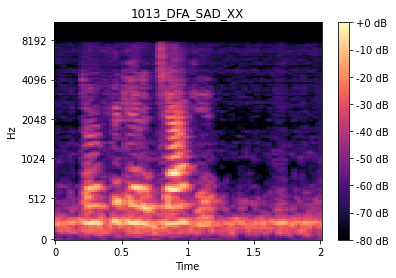 1013_DFA_SAD_XX
8192
4096
2048
1024
512
0
Hz
0
0.5
1
1.5
2
Time
+0 dB
-10 dB
-20 dB
-30 dB
-40 dB
-50 dB
-60 dB
-70 dB
-80 dB